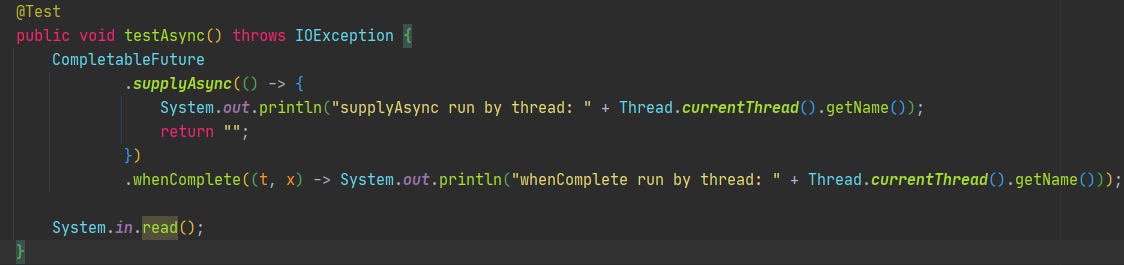 @Test
public void testAsync() throws IOException {
CompletableFuture
.supplyAsync(() -> {
System.out.println("supplyAsync run by thread: " + Thread.currentThread().getName());
return "";
})
.whenComplete((t, x) -> System.out.println("whenComplete run by thread: " + Thread.currentThread().getName()));
System.in.read();
}